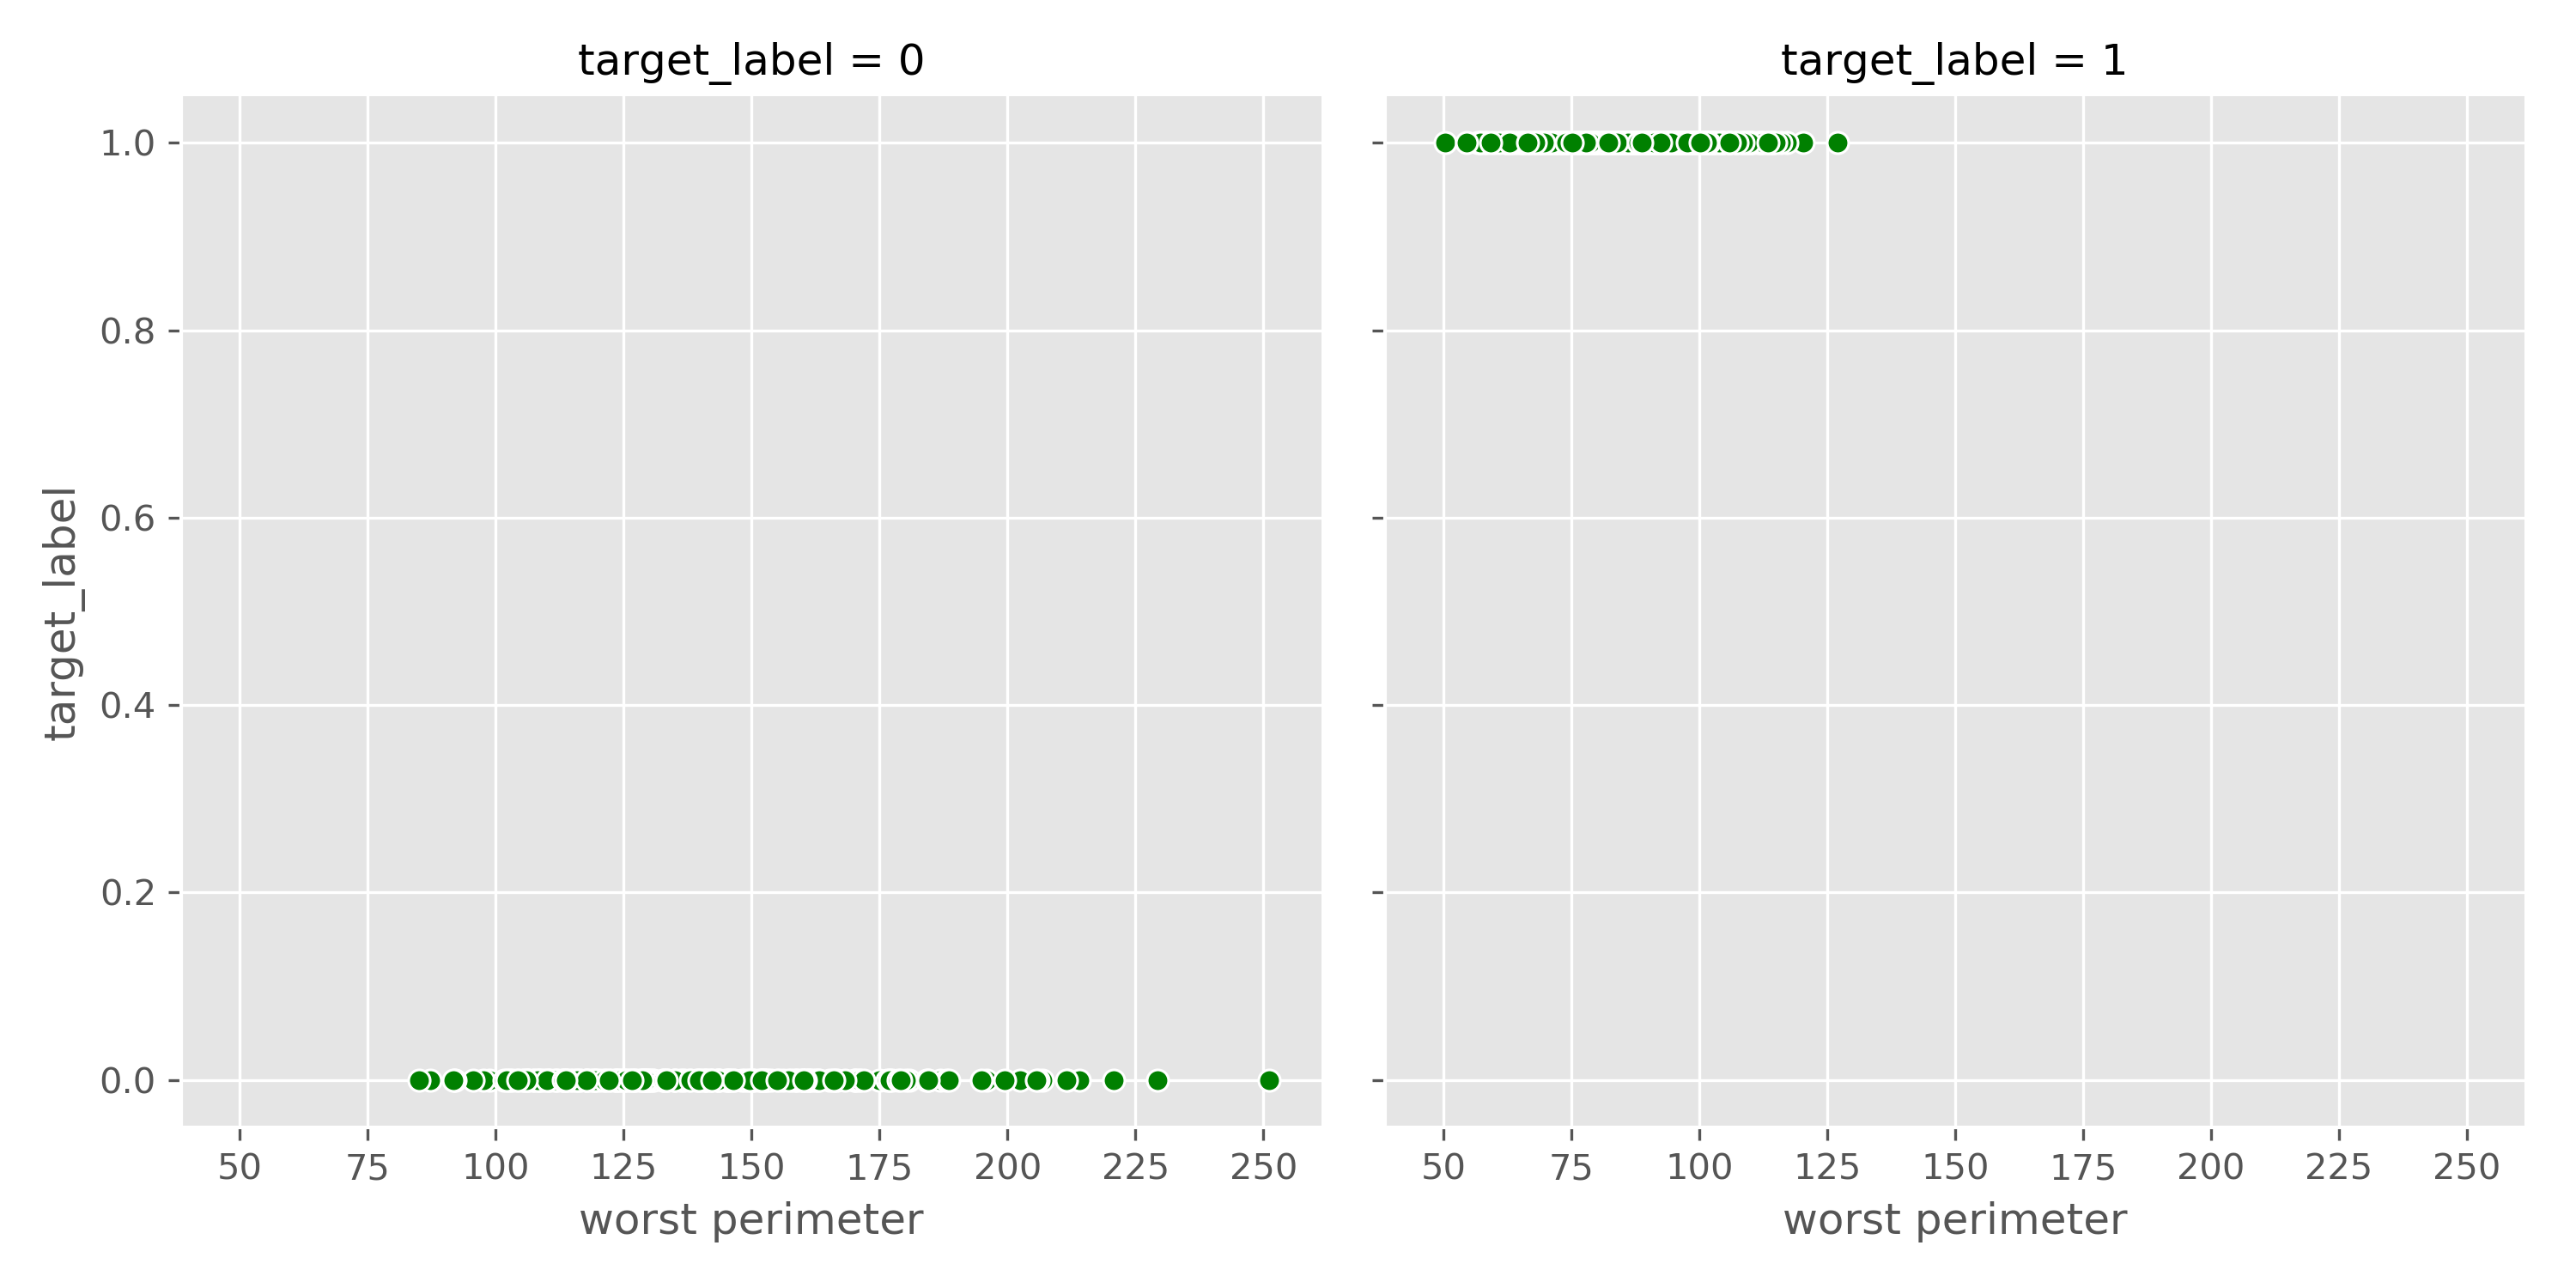 target_label = 0
target_label = 1
target_label
1.0
0.8
0.6
0.4
0.2
0.0
50 75 100 125 150 175 200 225 250
50 75 100 125 150 175 200 225 250
worst perimeter
worst perimeter